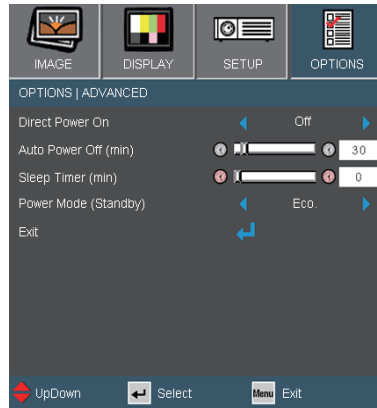 IMAGE DISPLAY SETUP OPTIONS
OPTIONS | ADVANCED
Direct Power On Off
Auto Power Off (min) 30
Sleep Timer (min) 0
Power Mode (Standby) Eco.
Exit
UpDown Select Menu Exit